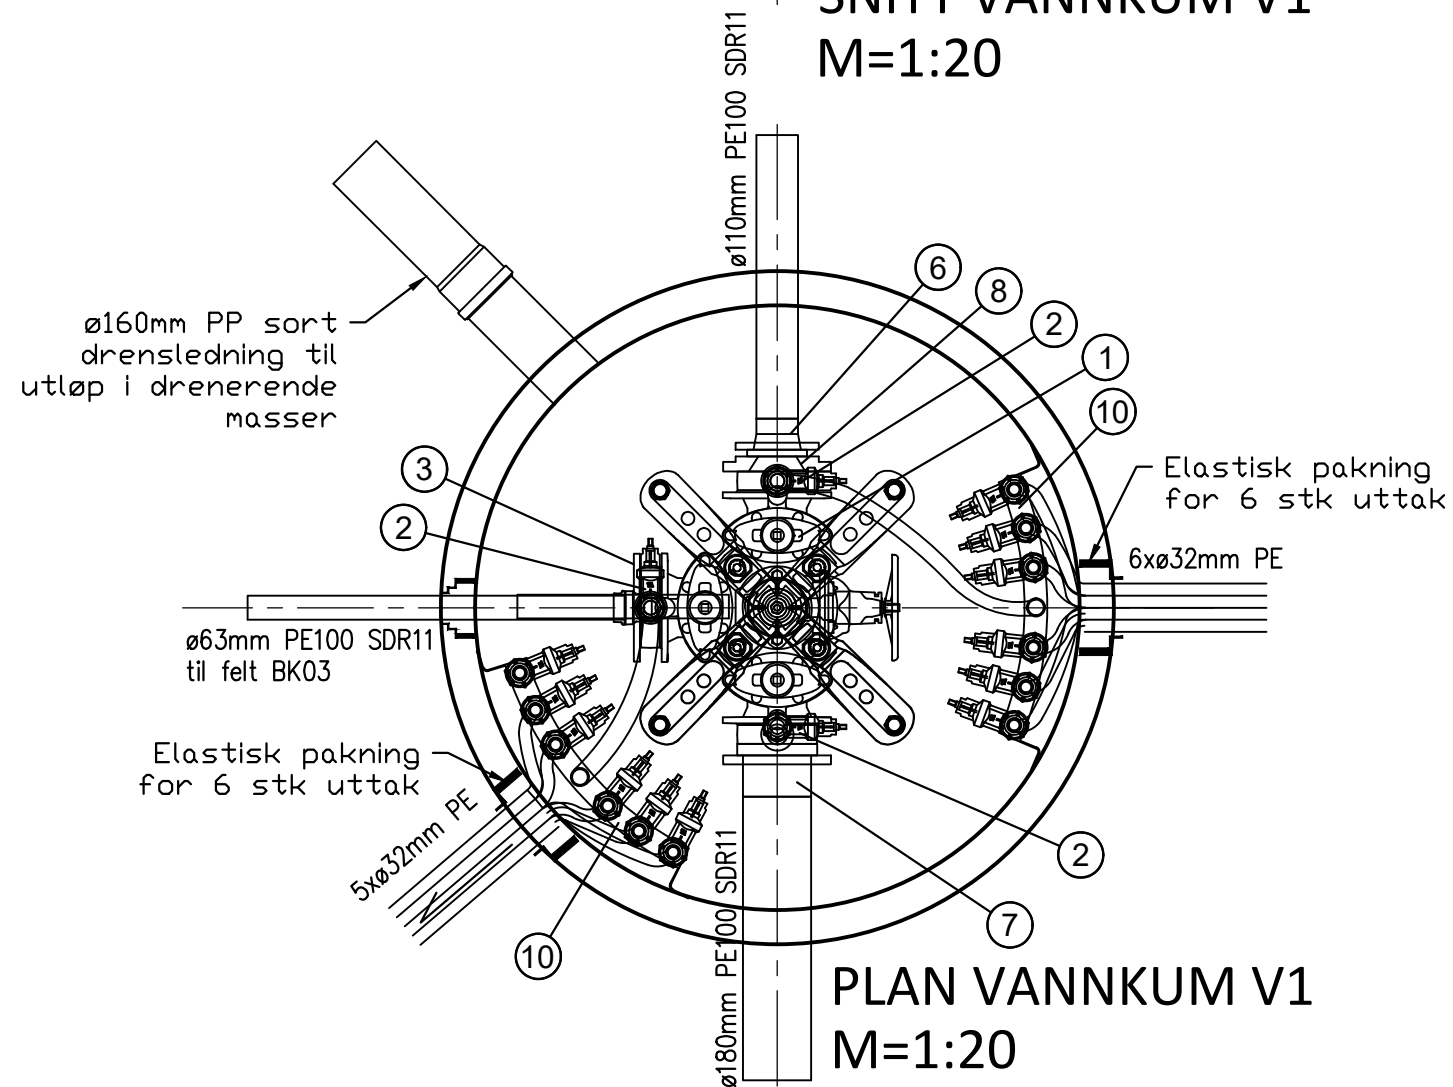 SNITT VANNKUM V1
M=1:20
ø110mm PE100 SDR11
6
8
2
1
10
ø160mm PP sort
drensledning til
utløp i drenerende
masser
3
2
Elastisk pakning
for 6 stk uttak
6xø32mm PE
ø63mm PE100 SDR11
til felt BK03
Elastisk pakning
for 6 stk uttak
5xø32mm PE
2
7
10
ø180mm PE100 SDR11
PLAN VANNKUM V1
M=1:20